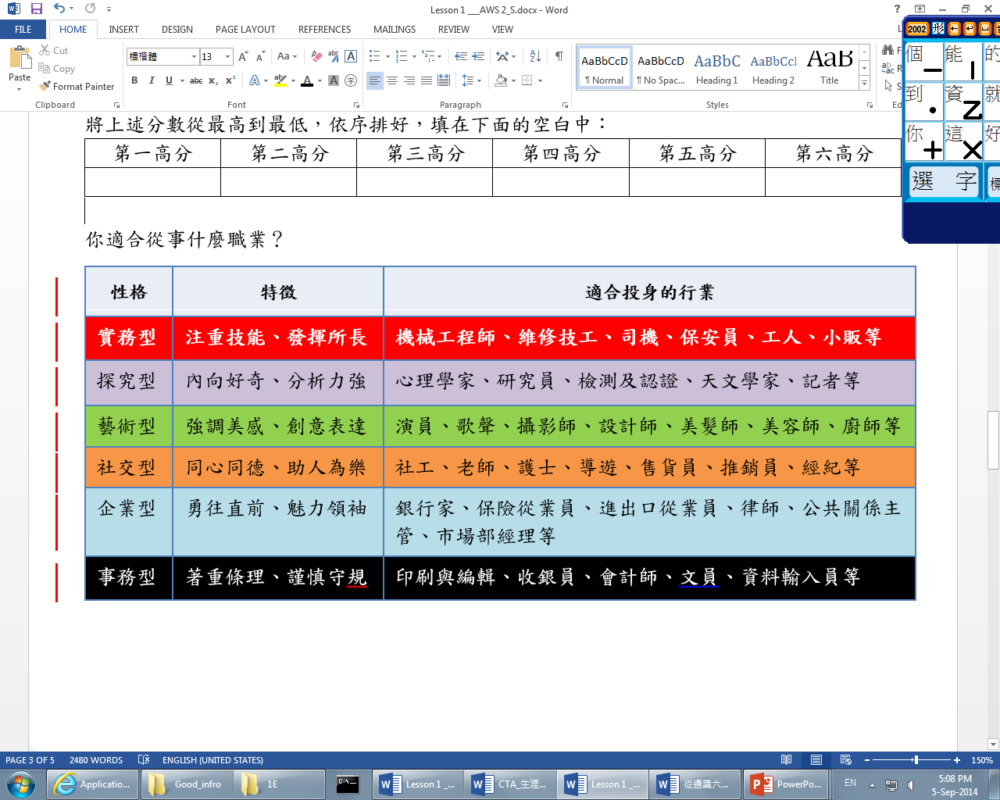 Lesson 1 __AWS 2_S.docx - Word
FILE HOME INSERT DESIGN PAGE LAYOUT REFERENCES MAILINGS REVIEW VIEW
Paste
Cut
Copy
Format Painter
Clipboard
標楷體 13
Font
Paragraph
AaBbCcD AaBbCcD AaBbC AaBbCcI AaB
¶ Normal ¶ No Spac... Heading 1 Heading 2 Title
Styles
2002 形
個 能 的
到 資 就
你 這 好
選 字 標
將上述分數從最高到最低，依序排好，填在下面的空白中：
第一高分 第二高分 第三高分 第四高分 第五高分 第六高分
你適合從事什麼職業？
性格 特徵 適合投身的行業
實務型 注重技能、發揮所長 機械工程師、維修技工、司機、保安員、工人、小販等
探究型 內向好奇、分析力強 心理學家、研究員、檢測及認證、天文學家、記者等
藝術型 強調美感、創意表達 演員、歌聲、攝影師、設計師、美髮師、美容師、廚師等
社交型 同心同德、助人為樂 社工、老師、護士、導遊、售貨員、推銷員、經紀等
企業型 勇往直前、魅力領袖 銀行家、保險從業員、進出口從業員、律師、公共關係主
管、市場部經理等
事務型 著重條理、謹慎守規 印刷與編輯、收銀員、會計師、文員、資料輸入員等
PAGE 3 OF 5 2480 WORDS ENGLISH (UNITED STATES) 150%
Applicatio... Good_infro 1E Lesson 1 _... CTA_生涯... Lesson 1 _... 從通識六... PowerPo... EN 5:08 PM
5-Sep-2014